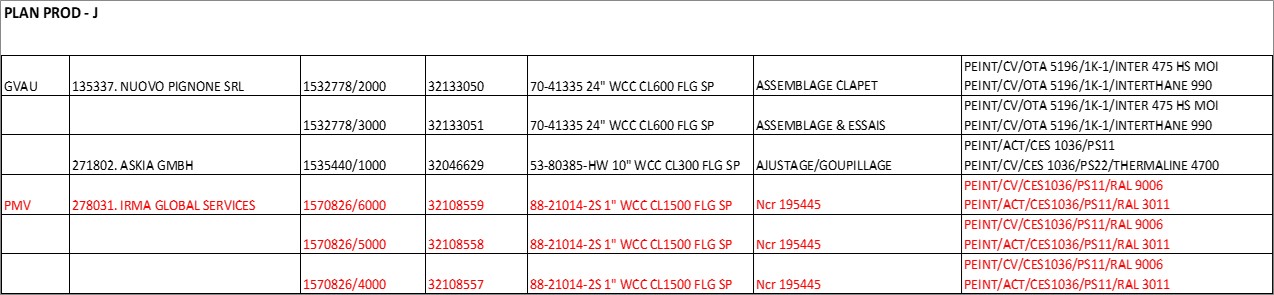 PLAN PROD - J
GVAU 135337. NUOVO PIGNONE SRL 1532778/2000 32133050 70-41335 24" WCC CL600 FLG SP ASSEMBLAGE CLAPET PEINT/CV/OTA 5196/1K-1/INTER 475 HS MOI
PEINT/CV/OTA 5196/1K-1/INTERTHANE 990
1532778/3000 32133051 70-41335 24" WCC CL600 FLG SP ASSEMBLAGE & ESSAIS PEINT/CV/OTA 5196/1K-1/INTER 475 HS MOI
PEINT/CV/OTA 5196/1K-1/INTERTHANE 990
271802. ASKIA GMBH 1535440/1000 32046629 53-80385-HW 10" WCC CL300 FLG SP AJUSTAGE/GOUPILLAGE PEINT/ACT/CES 1036/PS11
PEINT/CV/CES 1036/PS22/THERMALINE 4700
PMV 278031. IRMA GLOBAL SERVICES 1570826/6000 32108559 88-21014-2S 1" WCC CL1500 FLG SP Ncr 195445 PEINT/CV/CES1036/PS11/RAL 9006
PEINT/ACT/CES1036/PS11/RAL 3011
1570826/5000 32108558 88-21014-2S 1" WCC CL1500 FLG SP Ncr 195445 PEINT/CV/CES1036/PS11/RAL 9006
PEINT/ACT/CES1036/PS11/RAL 3011
1570826/4000 32108557 88-21014-2S 1" WCC CL1500 FLG SP Ncr 195445 PEINT/CV/CES1036/PS11/RAL 9006
PEINT/ACT/CES1036/PS11/RAL 3011